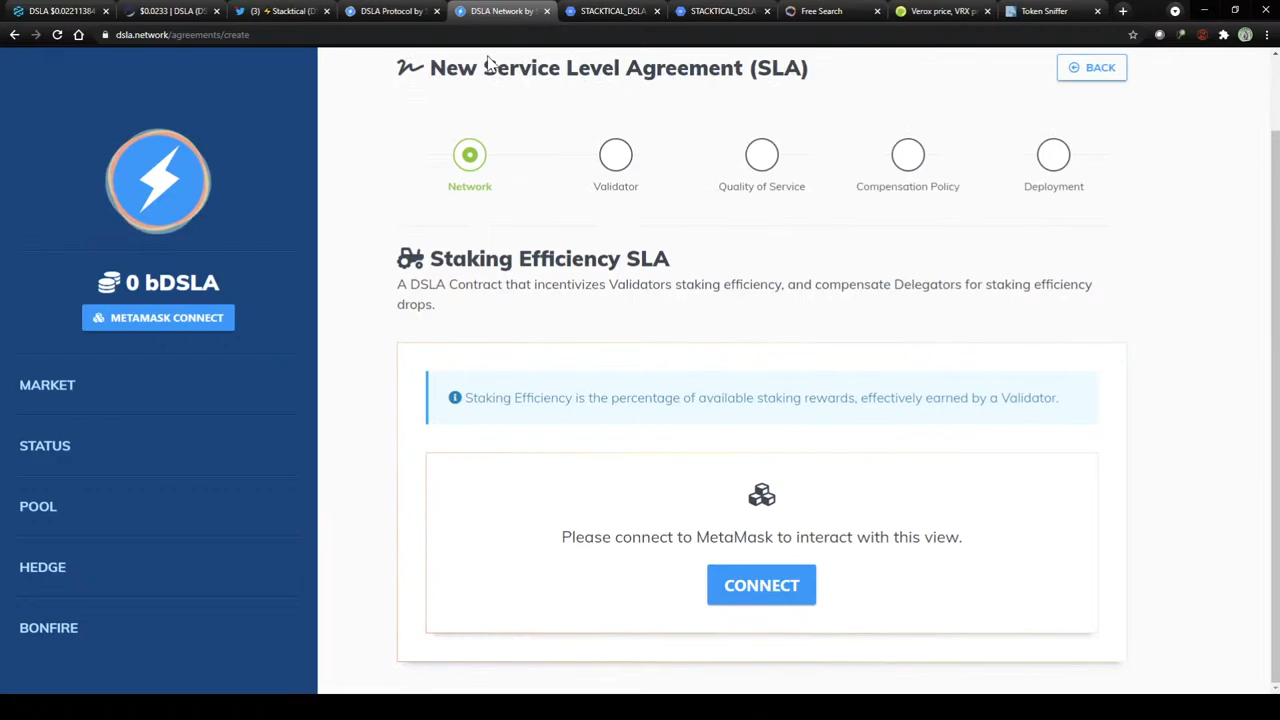 DSLA $0.02211384
$0.0233 | DSLA (DS
(3) ⚡ Stacktical (D
DSLA Protocol by S
DSLA Network by S
STACKTICAL_DSLA
STACKTICAL_DSLA
Free Search
Verox price, VRX p
Token Sniffer
dsla.network/agreements/create
New Service Level Agreement (SLA)
BACK
Network
Validator
Quality of Service
Compensation Policy
Deployment
0 bDSLA
METAMASK CONNECT
MARKET
STATUS
POOL
HEDGE
BONFIRE
Staking Efficiency SLA
A DSLA Contract that incentivizes Validators staking efficiency, and compensate Delegators for staking efficiency
drops.
Staking Efficiency is the percentage of available staking rewards, effectively earned by a Validator.
Please connect to MetaMask to interact with this view.
CONNECT